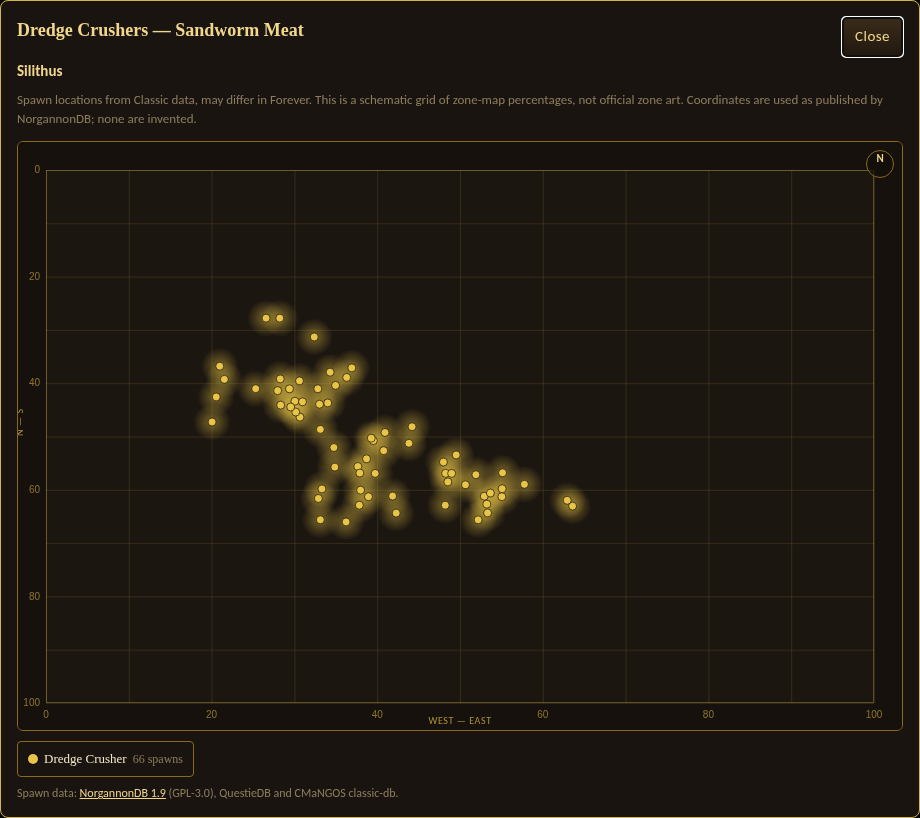 Dredge Crushers — Sandworm Meat
Close
Silithus
Spawn locations from Classic data, may differ in Forever. This is a schematic grid of zone-map percentages, not official zone art. Coordinates are used as published by
NorgannonDB; none are invented.
N
0
20
40
N — S
60
80
100
0
20
40
60
80
100
WEST — EAST
Dredge Crusher 66 spawns
Spawn data: NorgannonDB 1.9 (GPL-3.0), QuestieDB and CMaNGOS classic-db.